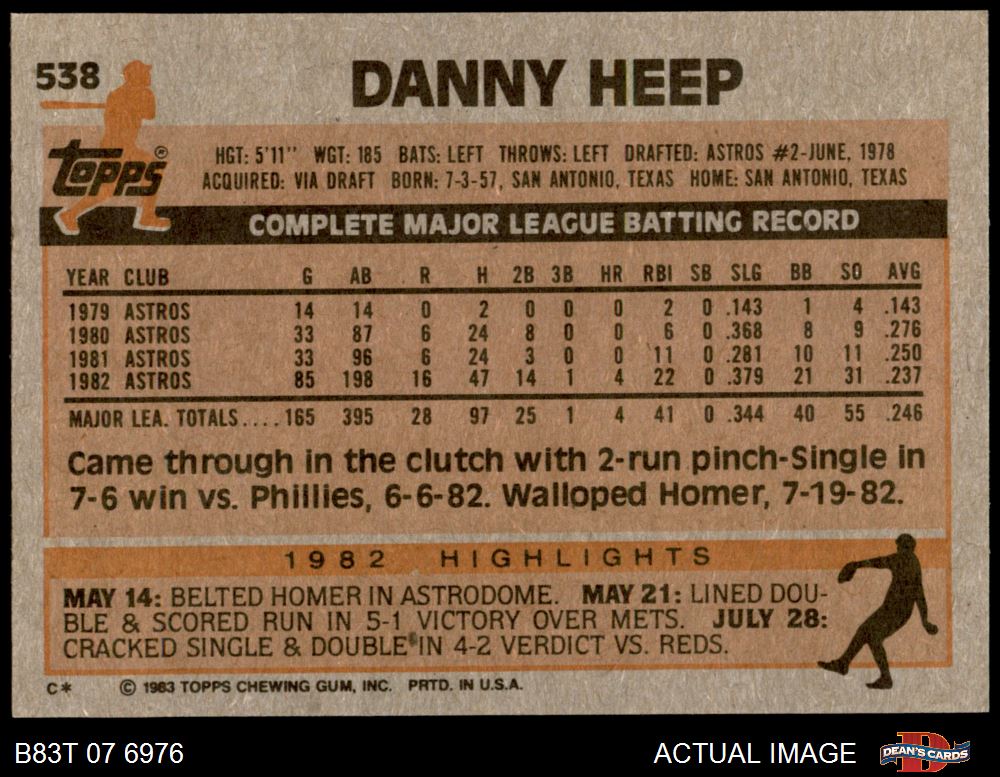 538
DANNY HEEP
TOPPS®
HGT: 5'11" WGT: 185 BATS: LEFT THROWS: LEFT DRAFTED: ASTROS #2-JUNE, 1978
ACQUIRED: VIA DRAFT BORN: 7-3-57, SAN ANTONIO, TEXAS HOME: SAN ANTONIO, TEXAS
COMPLETE MAJOR LEAGUE BATTING RECORD
YEAR CLUB G AB R H 2B 3B HR RBI SB SLG BB SO AVG
1979 ASTROS 14 14 0 2 0 0 0 2 0 .143 1 4 .143
1980 ASTROS 33 87 6 24 8 0 0 6 0 .368 8 9 .276
1981 ASTROS 33 96 6 24 3 0 0 11 0 .281 10 11 .250
1982 ASTROS 85 198 16 47 14 1 4 22 0 .379 21 31 .237
MAJOR LEA. TOTALS....165 395 28 97 25 1 4 41 0 .344 40 55 .246
Came through in the clutch with 2-run pinch-Single in
7-6 win vs. Phillies, 6-6-82. Walloped Homer, 7-19-82.
1982 HIGHLIGHTS
MAY 14: BELTED HOMER IN ASTRODOME. MAY 21: LINED DOU-
BLE & SCORED RUN IN 5-1 VICTORY OVER METS. JULY 28:
CRACKED SINGLE & DOUBLE IN 4-2 VERDICT VS. REDS.
C* © 1983 TOPPS CHEWING GUM, INC. PRTD. IN U.S.A.
B83T 07 6976 ACTUAL IMAGE D DEAN'S CARDS